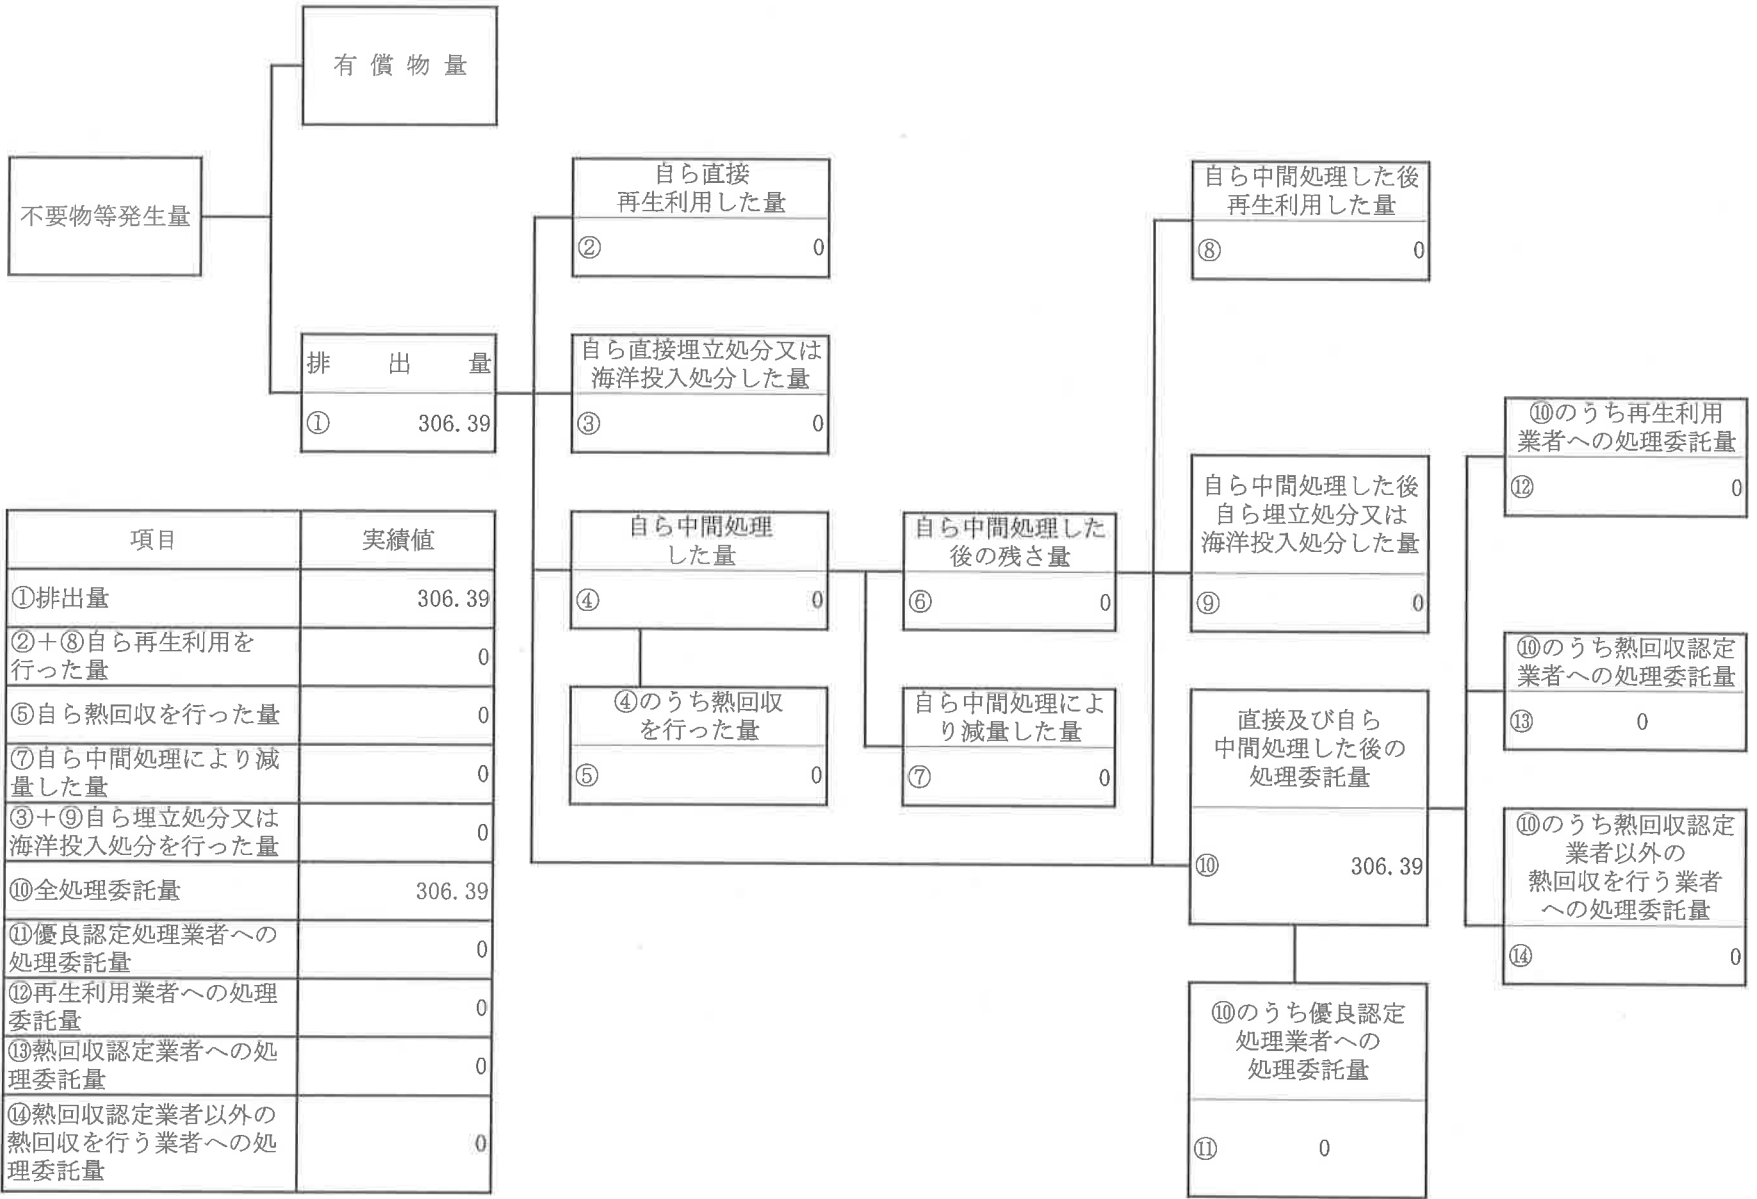 有償物量
不要物等発生量
排出量
① 306.39
自ら直接
再生利用した量
② 0
自ら直接埋立処分又は
海洋投入処分した量
③ 0
自ら中間処理
した量
④ 0
④のうち熱回収
を行った量
⑤ 0
自ら中間処理した
後の残さ量
⑥ 0
自ら中間処理によ
り減量した量
⑦ 0
自ら中間処理した後
再生利用した量
⑧ 0
自ら中間処理した後
自ら埋立処分又は
海洋投入処分した量
⑨ 0
直接及び自ら
中間処理した後の
処理委託量
⑩ 306.39
⑩のうち優良認定
処理業者への
処理委託量
⑪ 0
⑩のうち再生利用
業者への処理委託量
⑫ 0
⑩のうち熱回収認定
業者への処理委託量
⑬ 0
⑩のうち熱回収認定
業者以外の
熱回収を行う業者
への処理委託量
⑭ 0
項目 実績値
①排出量 306.39
②＋⑧自ら再生利用を
行った量 0
⑤自ら熱回収を行った量 0
⑦自ら中間処理により減
量した量 0
③＋⑨自ら埋立処分又は
海洋投入処分を行った量 0
⑩全処理委託量 306.39
⑪優良認定処理業者への
処理委託量 0
⑫再生利用業者への処理
委託量 0
⑬熱回収認定業者への処
理委託量 0
⑭熱回収認定業者以外の
熱回収を行う業者への処
理委託量 0